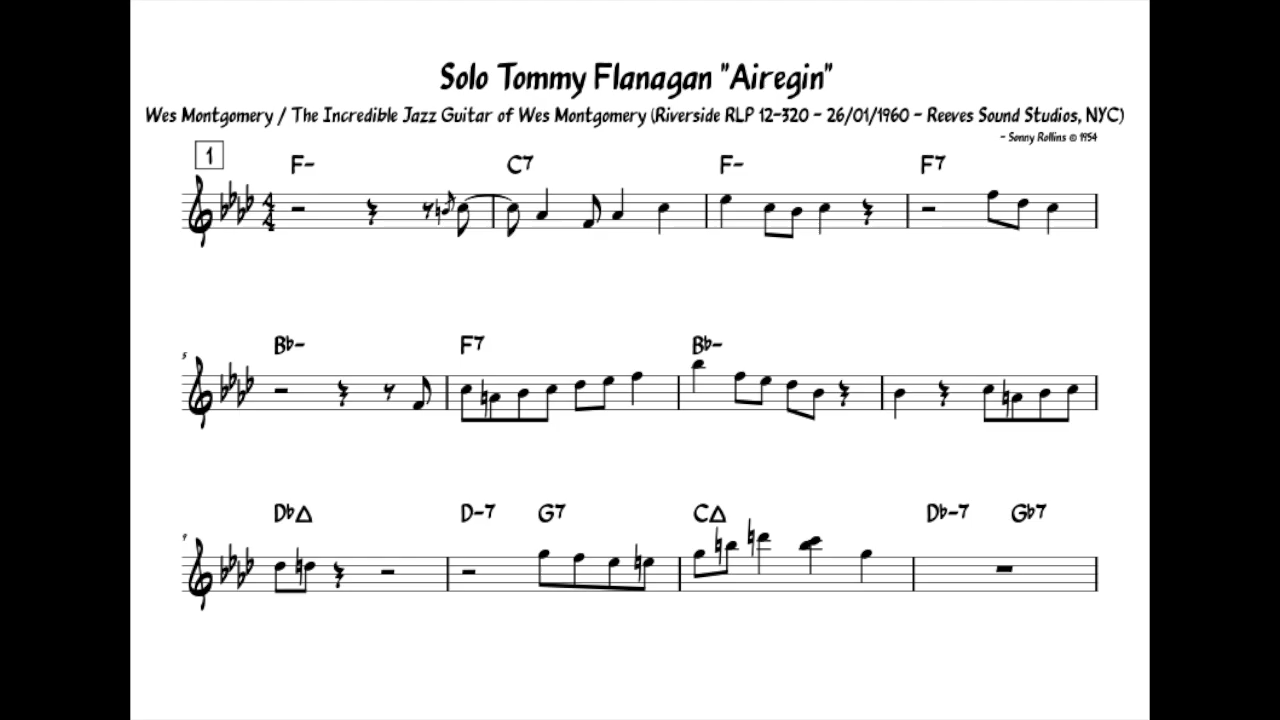 Solo Tommy Flanagan "Airegin"
Wes Montgomery / The Incredible Jazz Guitar of Wes Montgomery (Riverside RLP 12-320 - 26/01/1960 - Reeves Sound Studios, NYC)
- Sonny Rollins © 1954
1
F- C7 F- F7
4
4
5
Bb- F7 Bb-
9
Db△ D-7 G7 C△ Db-7 Gb7